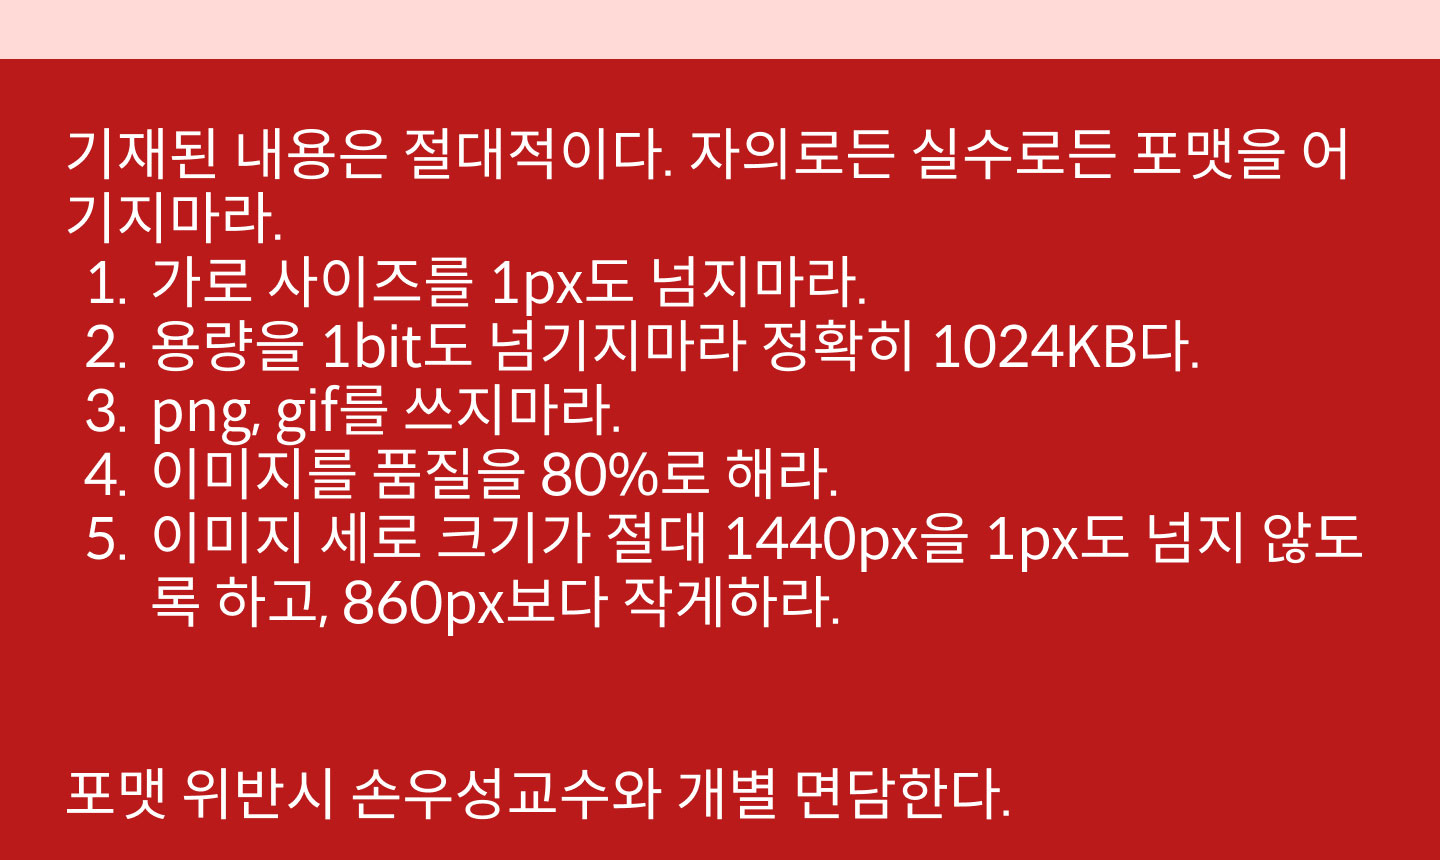 기재된 내용은 절대적이다. 자의로든 실수로든 포맷을 어
기지마라.
1. 가로 사이즈를 1px도 넘지마라.
2. 용량을 1bit도 넘기지마라 정확히 1024KB다.
3. png, gif를 쓰지마라.
4. 이미지를 품질을 80%로 해라.
5. 이미지 세로 크기가 절대 1440px을 1px도 넘지 않도
록 하고, 860px보다 작게하라.
포맷 위반시 손우성교수와 개별 면담한다.